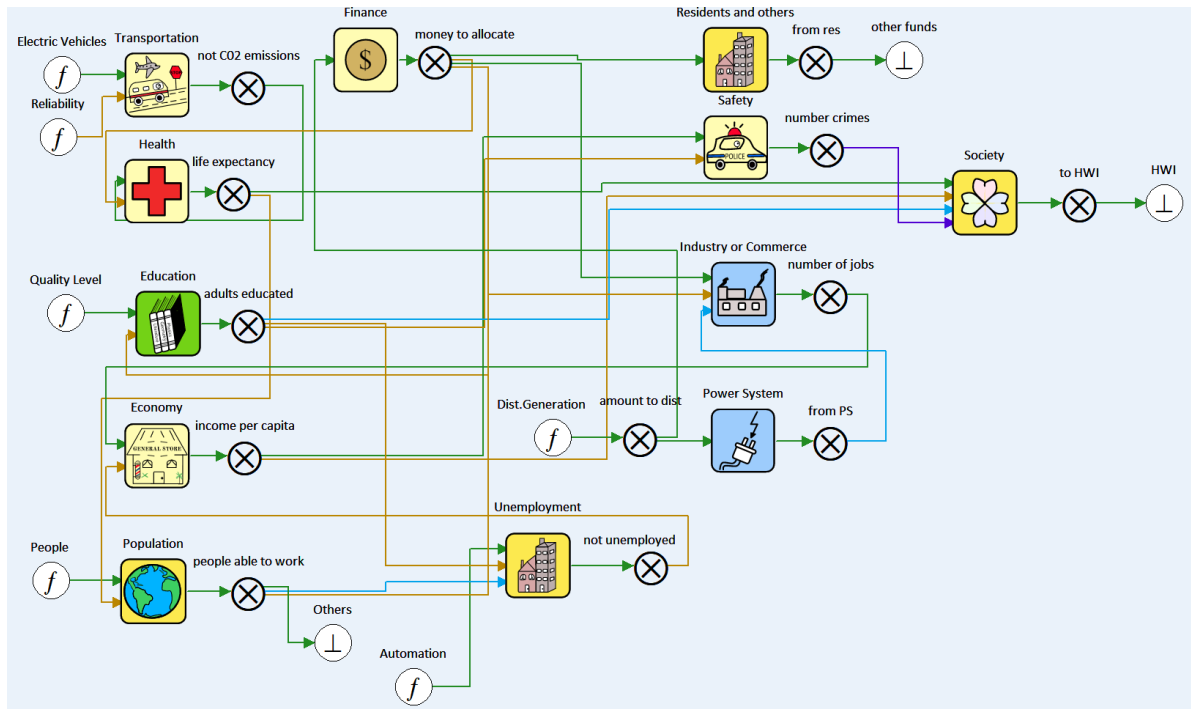 Finance
Residents and others
Electric Vehicles
Transportation
money to allocate
from res
other funds
not C02 emissions
$
f
Reliability
Safety
f
number crimes
Health
life expectancy
POLICE
Society
to HWI
HWI
Industry or Commerce
Quality Level
Education
number of jobs
adults educated
f
Economy
Dist.Generation
amount to dist
Power System
income per capita
from PS
f
GENERAL STORE
Unemployment
People
Population
not unemployed
people able to work
f
Others
Automation
f